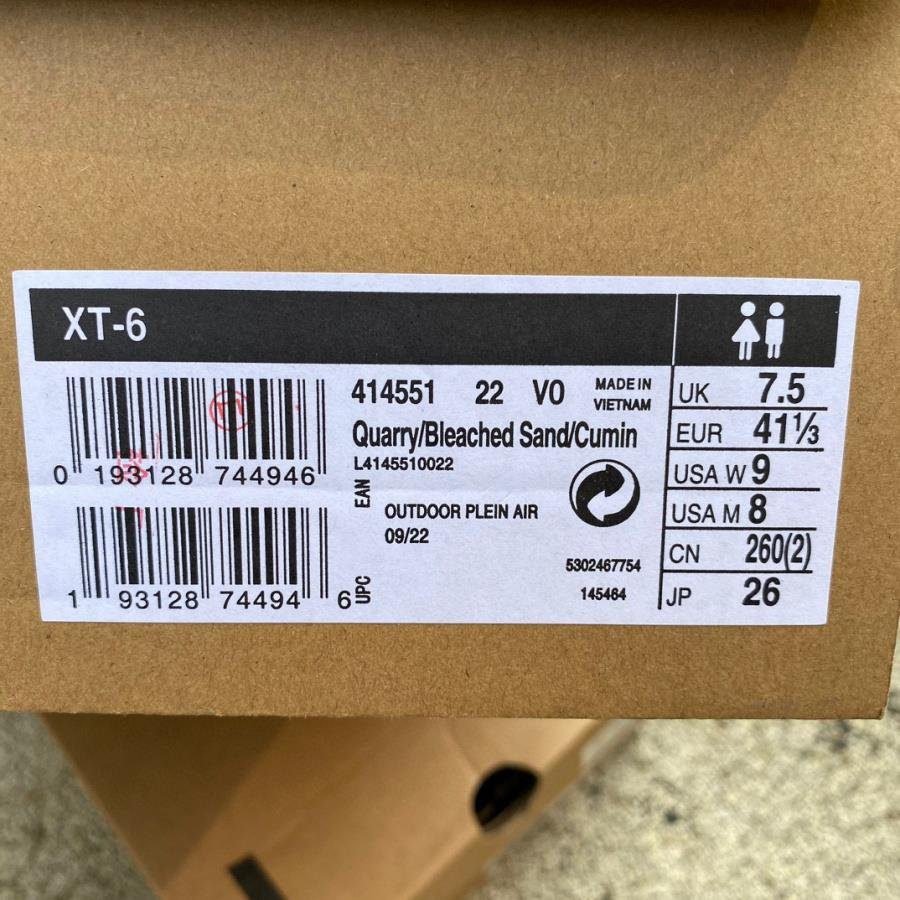 XT-6
0 193128 744946
EAN
1 93128 74494 6
UPC
414551 22 V0
MADE IN
VIETNAM
Quarry/Bleached Sand/Cumin
L4145510022
OUTDOOR PLEIN AIR
09/22
5302467754
145464
UK 7.5
EUR 41⅓
USA W 9
USA M 8
CN 260(2)
JP 26